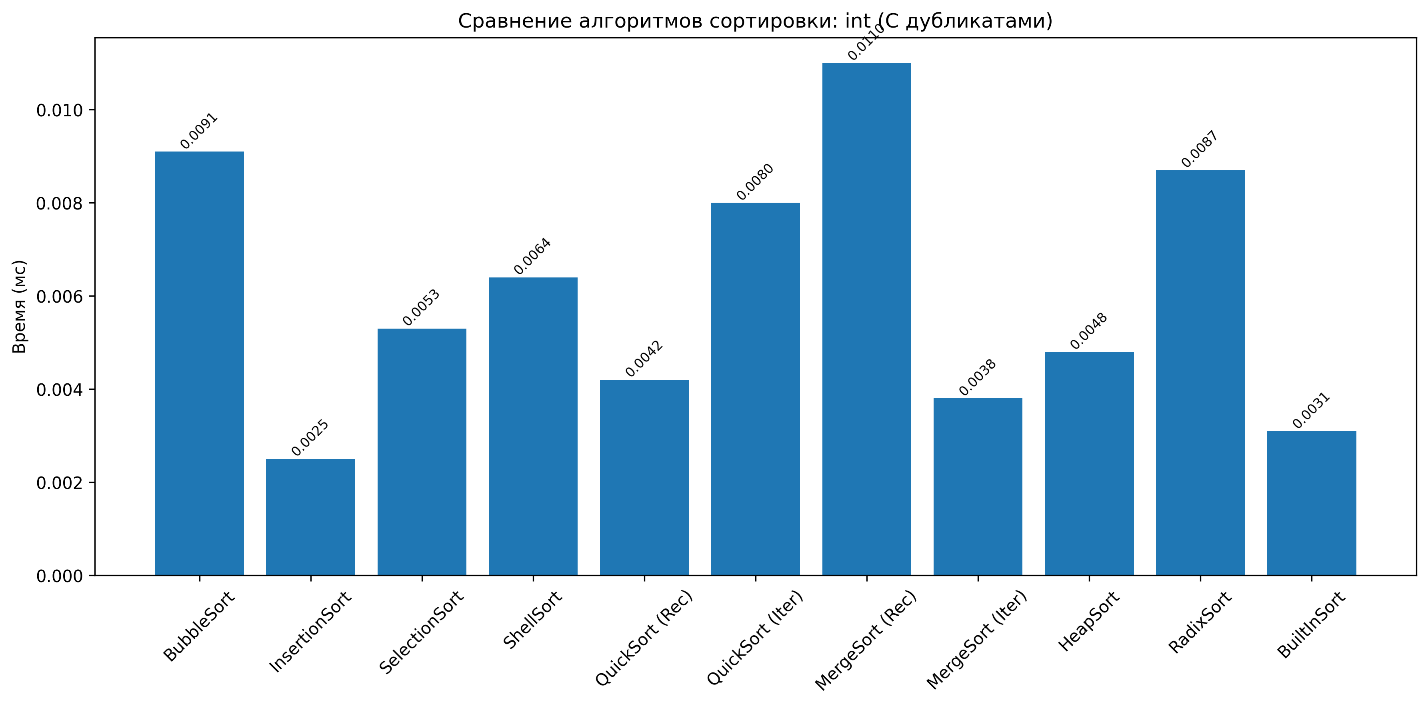 Сравнение алгоритмов сортировки: int (С дубликатами)
Время (мс)
0.010
0.008
0.006
0.004
0.002
0.000
0.0091
0.0025
0.0053
0.0064
0.0042
0.0080
0.0110
0.0038
0.0048
0.0087
0.0031
BubbleSort
InsertionSort
SelectionSort
ShellSort
QuickSort (Rec)
QuickSort (Iter)
MergeSort (Rec)
MergeSort (Iter)
HeapSort
RadixSort
BuiltInSort